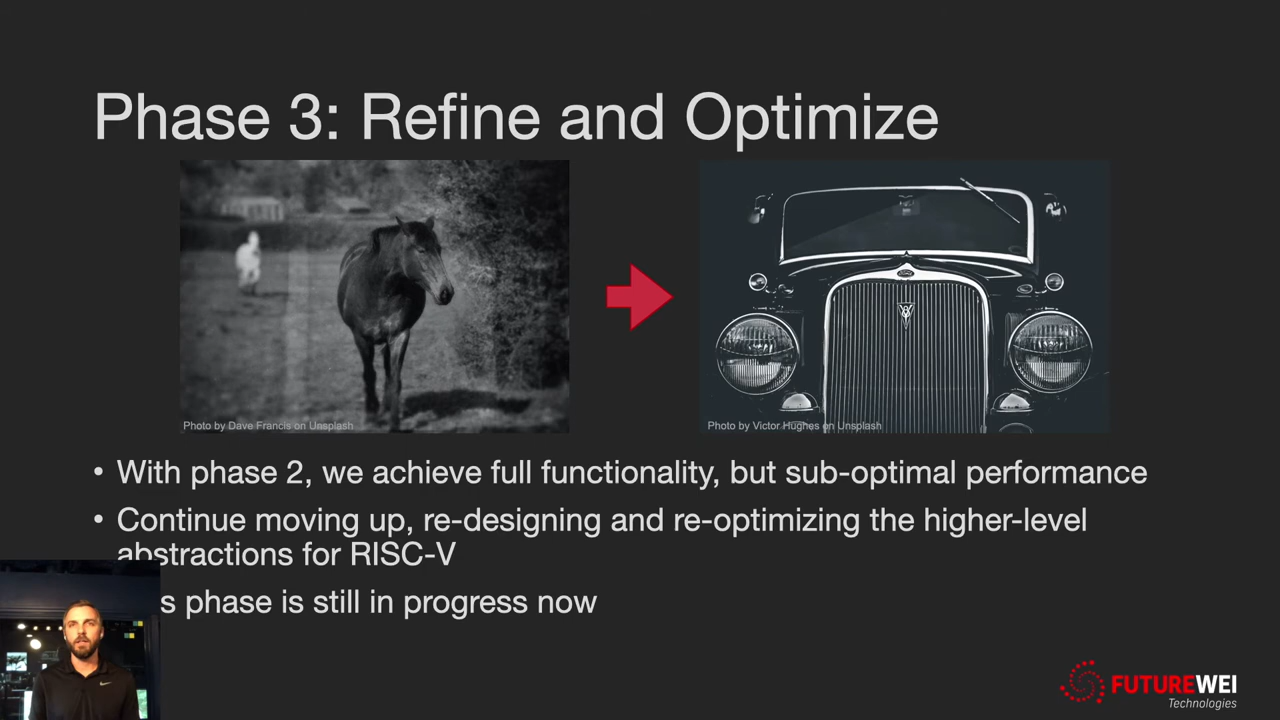 Phase 3: Refine and Optimize
Photo by Dave Francis on Unsplash
Photo by Victor Hughes on Unsplash
V8
• With phase 2, we achieve full functionality, but sub-optimal performance
• Continue moving up, re-designing and re-optimizing the higher-level
abstractions for RISC-V
s phase is still in progress now
FUTUREWEI
Technologies